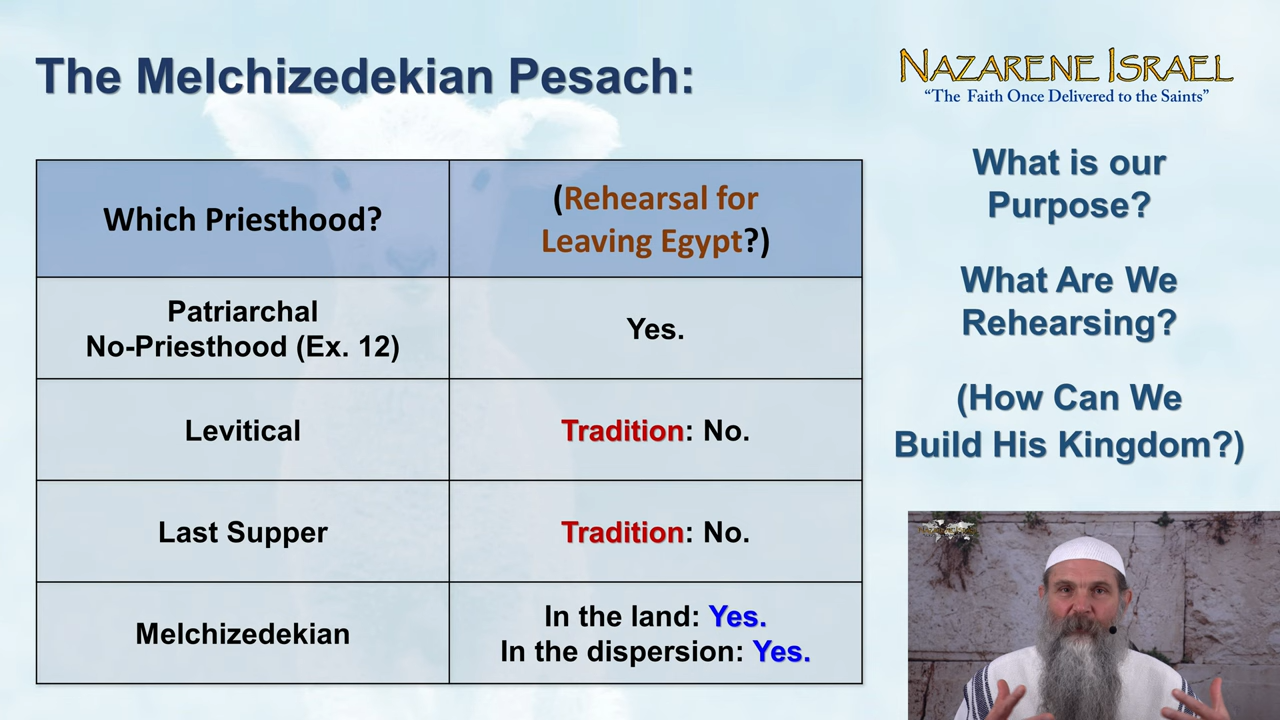 The Melchizedekian Pesach:
NAZARENE ISRAEL
“The Faith Once Delivered to the Saints”
Which Priesthood?
(Rehearsal for
Leaving Egypt?)
Patriarchal
No-Priesthood (Ex. 12)
Yes.
Levitical
Tradition: No.
Last Supper
Tradition: No.
Melchizedekian
In the land: Yes.
In the dispersion: Yes.
What is our
Purpose?
What Are We
Rehearsing?
(How Can We
Build His Kingdom?)